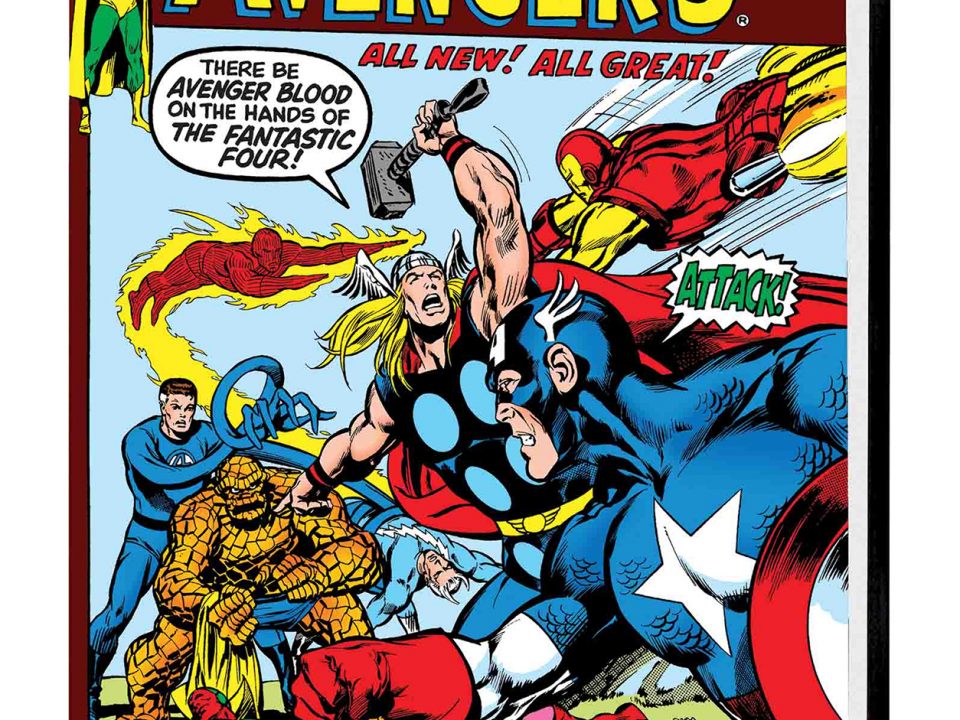 AVENGERS®
ALL NEW! ALL GREAT!
THERE BE
AVENGER BLOOD
ON THE HANDS OF
THE FANTASTIC
FOUR!
ATTACK!